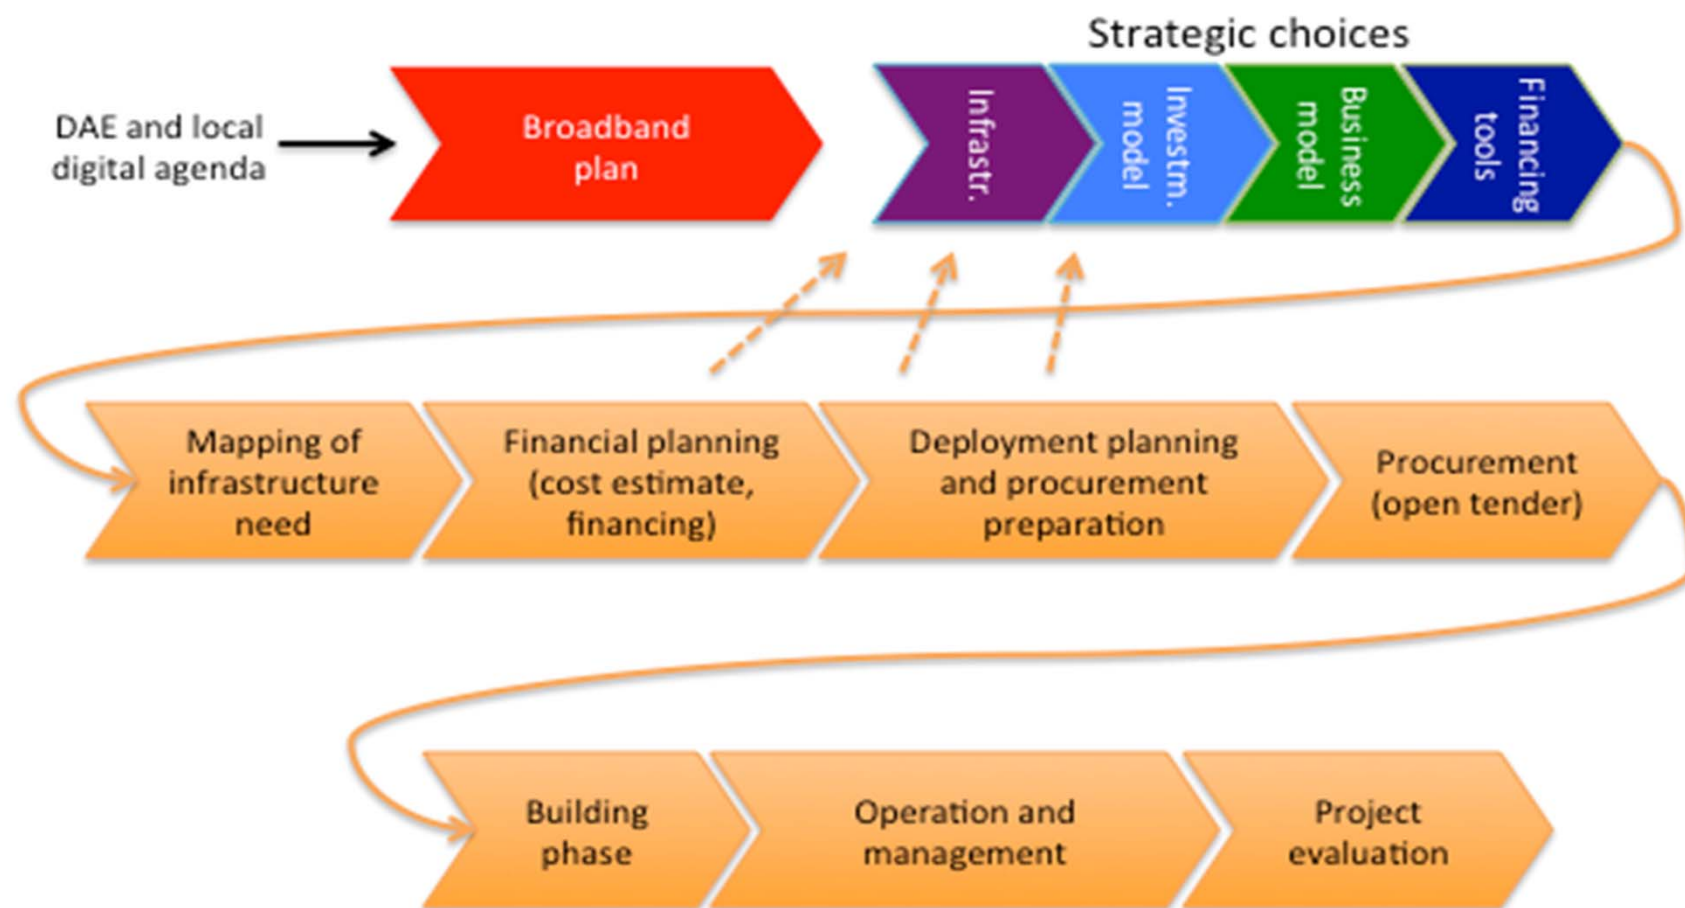 Strategic choices
DAE and local
digital agenda
Broadband
plan
Infrastr.
Investm.
model
Business
model
Financing
tools
Mapping of
infrastructure
need
Financial planning
(cost estimate,
financing)
Deployment planning
and procurement
preparation
Procurement
(open tender)
Building
phase
Operation and
management
Project
evaluation